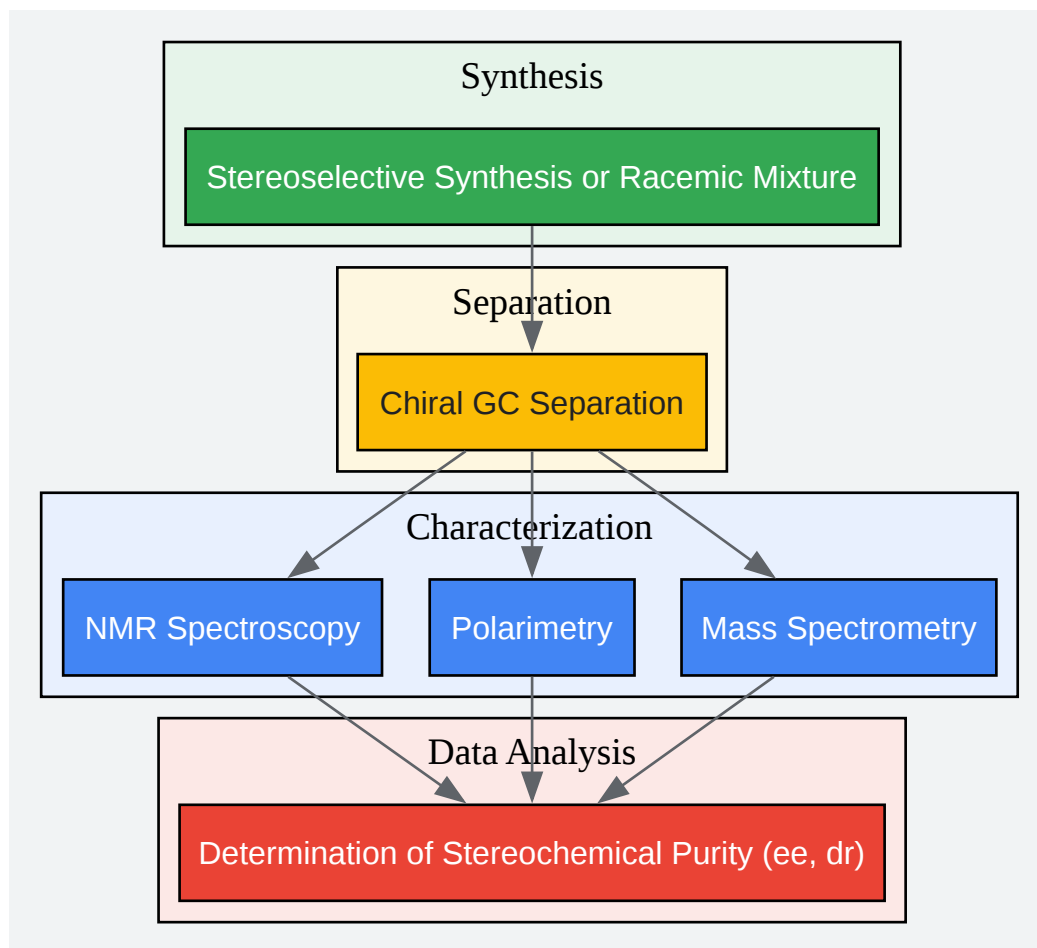 Synthesis
Stereoselective Synthesis or Racemic Mixture
Separation
Chiral GC Separation
Characterization
NMR Spectroscopy
Polarimetry
Mass Spectrometry
Data Analysis
Determination of Stereochemical Purity (ee, dr)